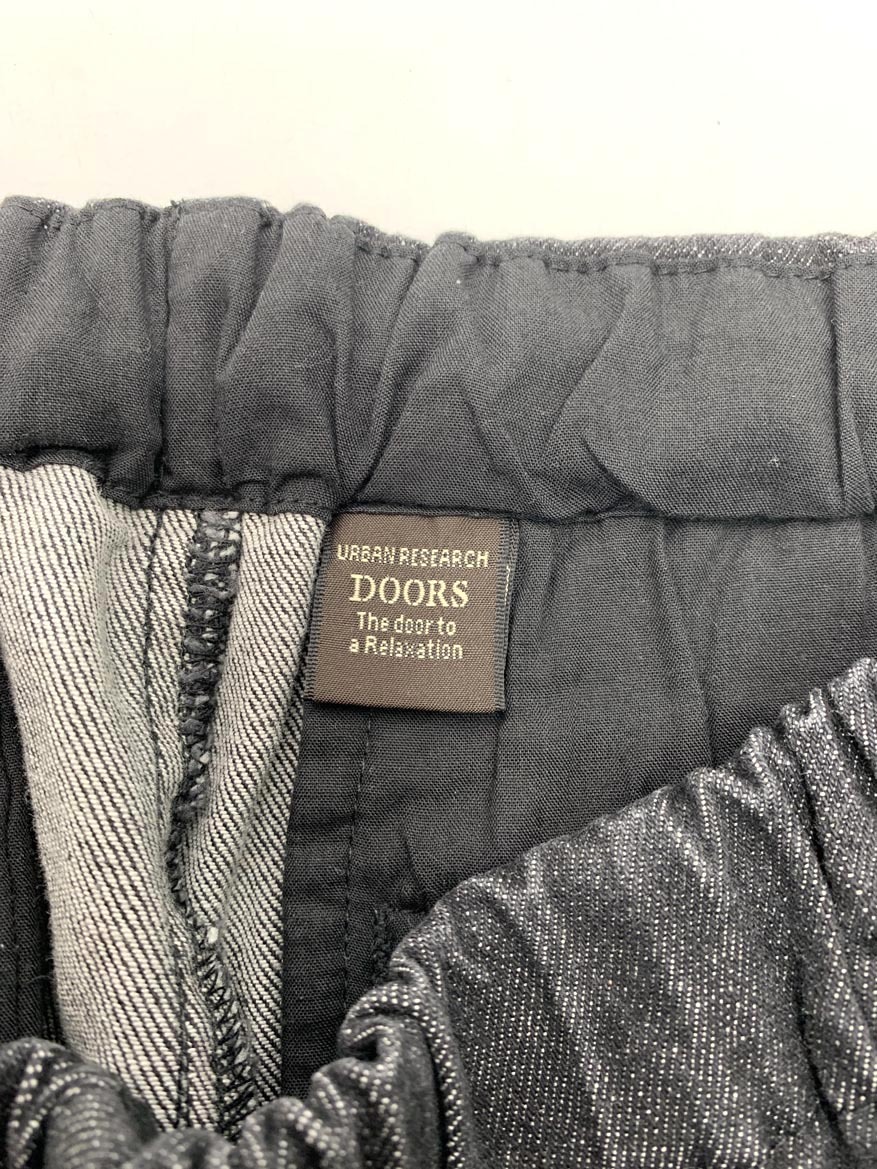 URBAN RESEARCH
DOORS
The door to
a Relaxation